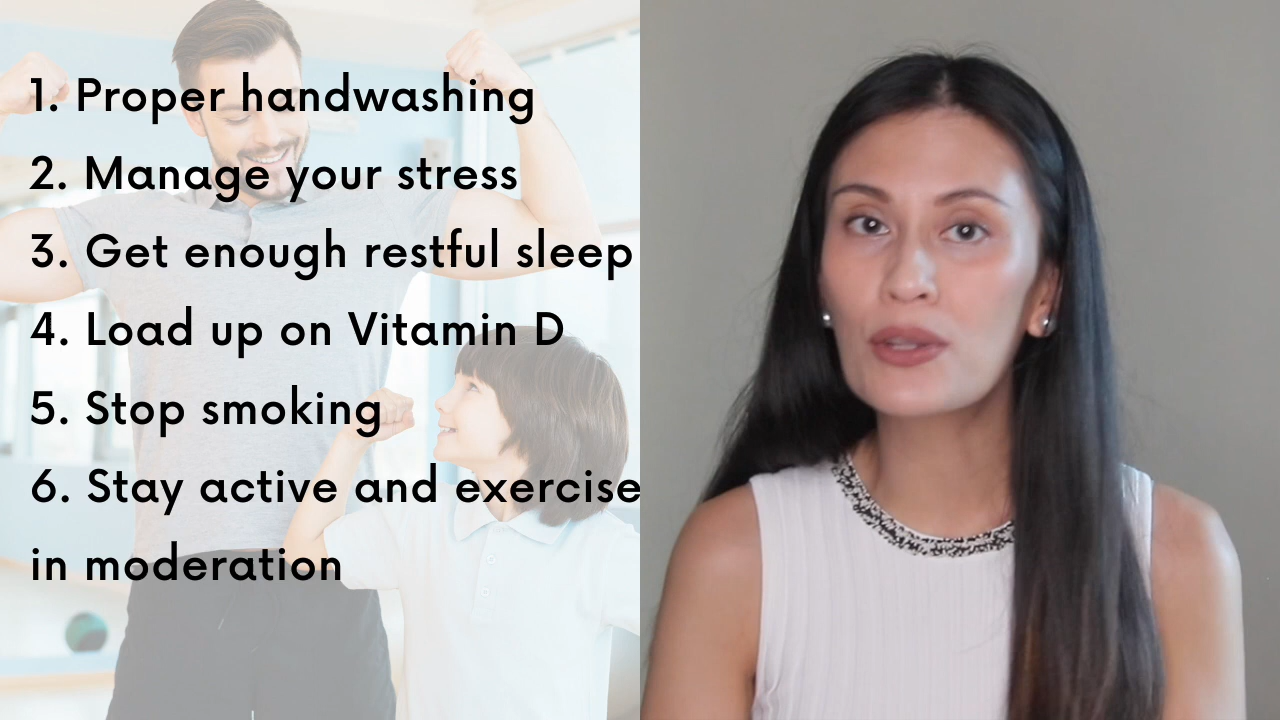 1. Proper handwashing
2. Manage your stress
3. Get enough restful sleep
4. Load up on Vitamin D
5. Stop smoking
6. Stay active and exercise
in moderation